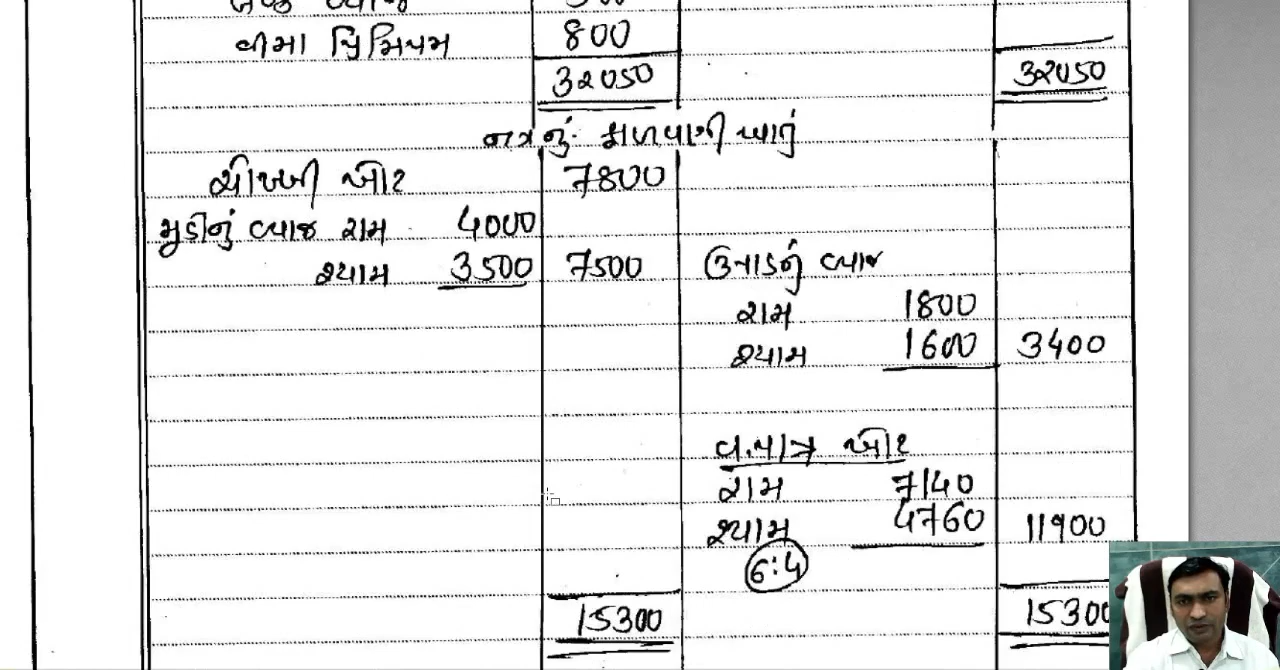 વીમા પ્રિમિયમ 800
32050 32050
નફાનું ફાળવણી ખાતું
ચોખ્ખી ખોટ 7800
મુડીનું વ્યાજ રામ 4000
શ્યામ 3500 7500 ઉપાડનું વ્યાજ
રામ 1800
શ્યામ 1600 3400
વ.પાત્ર ખોટ
રામ 7140
શ્યામ 4760 11900
6:4
15300 15300